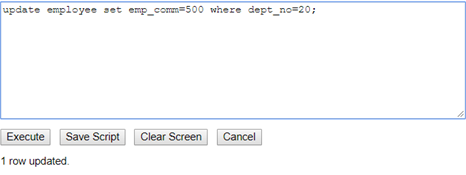 update employee set emp_comm=500 where dept_no=20;
Execute Save Script Clear Screen Cancel
1 row updated.